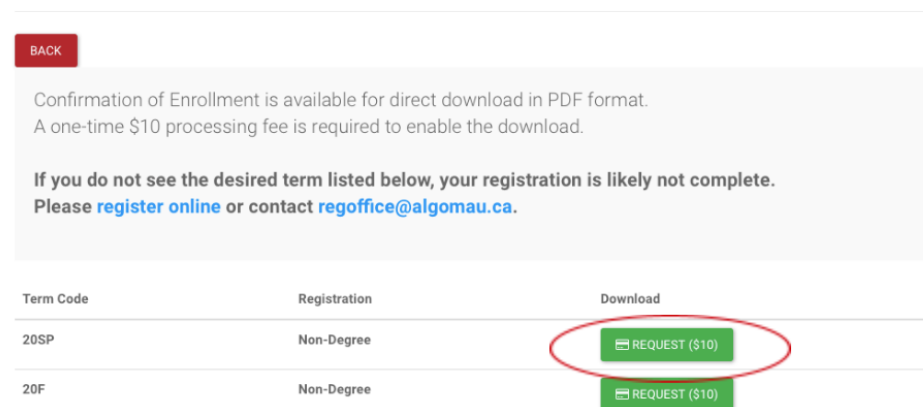 BACK
Confirmation of Enrollment is available for direct download in PDF format.
A one-time $10 processing fee is required to enable the download.
If you do not see the desired term listed below, your registration is likely not complete.
Please register online or contact regoffice@algomau.ca.
Term Code Registration Download
20SP Non-Degree REQUEST ($10)
20F Non-Degree REQUEST ($10)